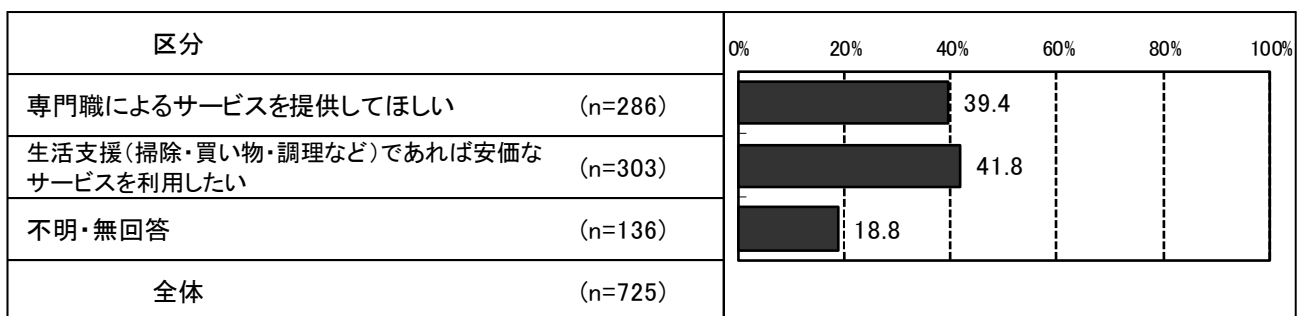 区分
0% 20% 40% 60% 80% 100%
専門職によるサービスを提供してほしい (n=286) 39.4
生活支援(掃除・買い物・調理など)であれば安価な
サービスを利用したい (n=303) 41.8
不明・無回答 (n=136) 18.8
全体 (n=725)